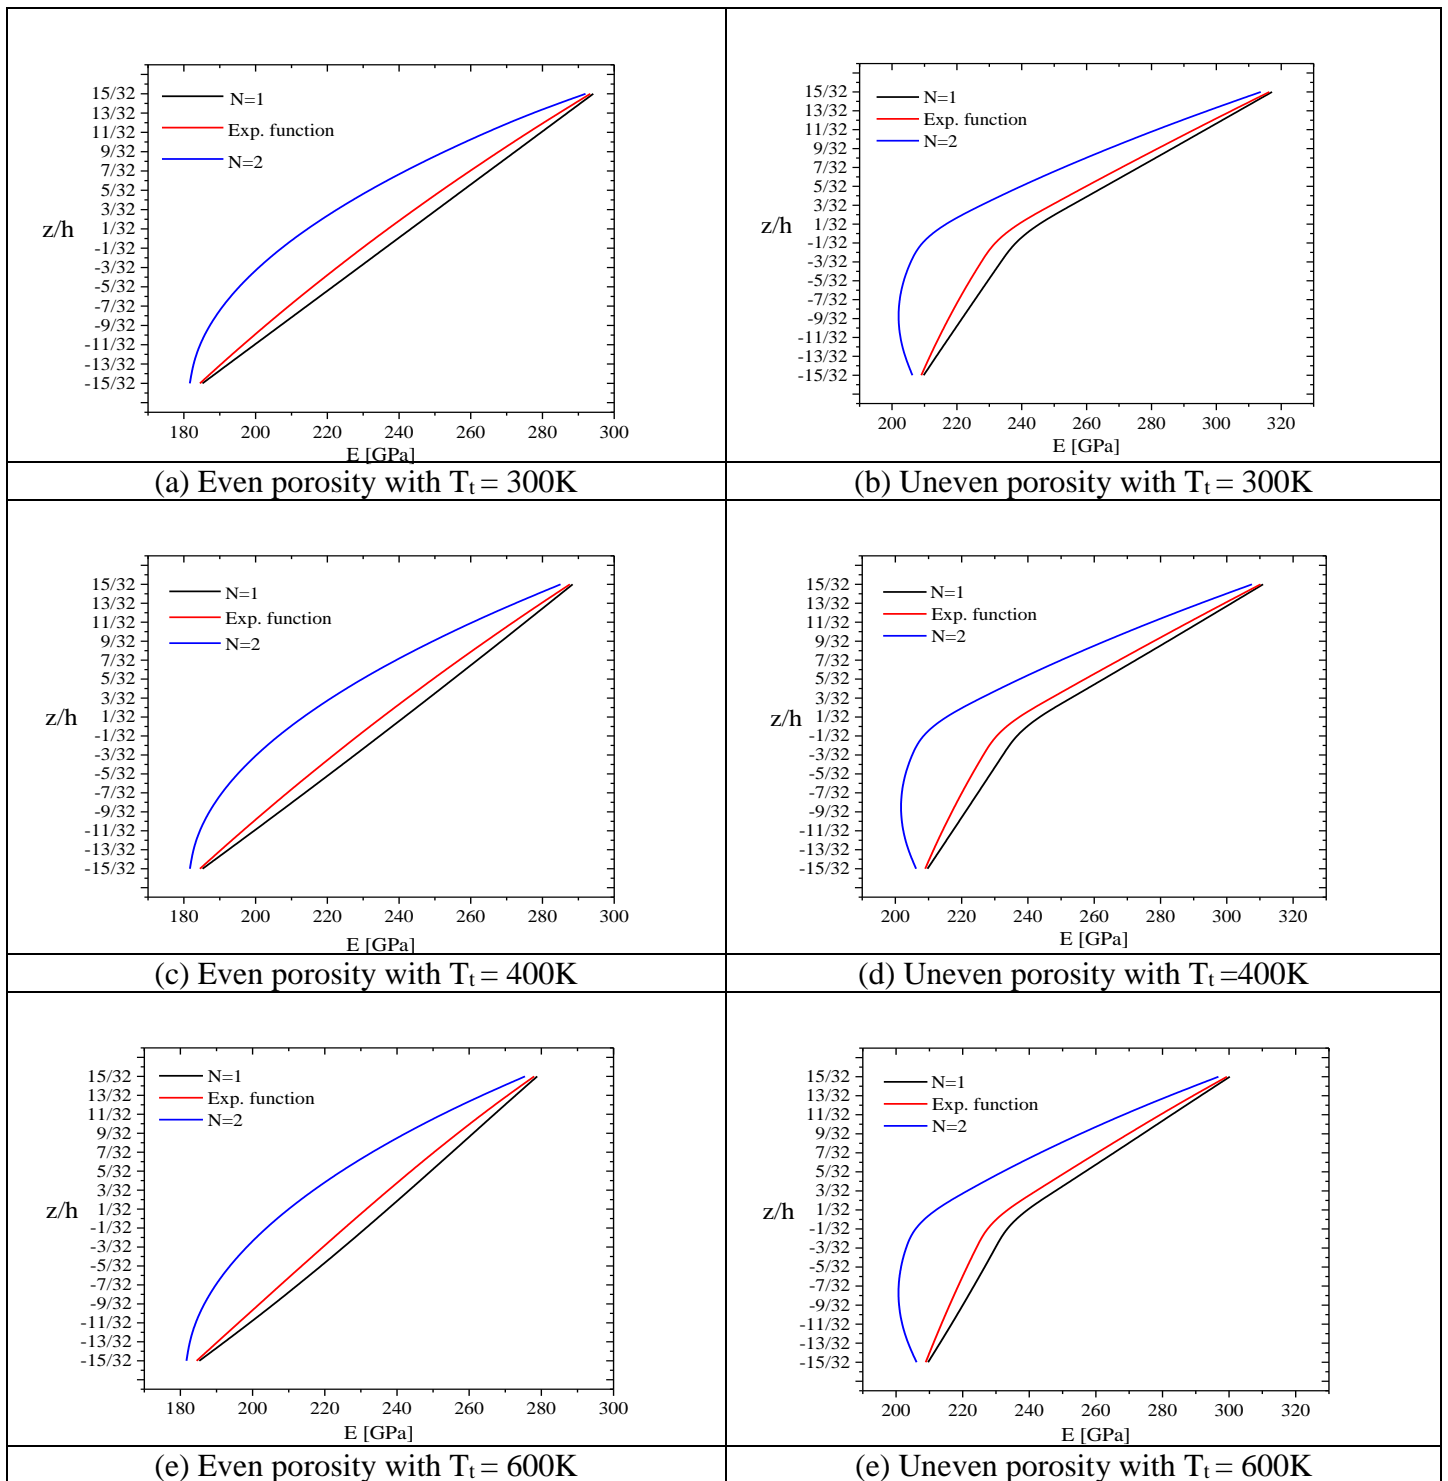 15/32
13/32
11/32
9/32
7/32
5/32
3/32
1/32
-1/32
-3/32
-5/32
-7/32
-9/32
-11/32
-13/32
-15/32
z/h
N=1
Exp. function
N=2
180 200 220 240 260 280 300
E [GPa]
(a) Even porosity with Tt = 300K
15/32
13/32
11/32
9/32
7/32
5/32
3/32
1/32
-1/32
-3/32
-5/32
-7/32
-9/32
-11/32
-13/32
-15/32
z/h
N=1
Exp. function
N=2
200 220 240 260 280 300 320
E [GPa]
(b) Uneven porosity with Tt = 300K
15/32
13/32
11/32
9/32
7/32
5/32
3/32
1/32
-1/32
-3/32
-5/32
-7/32
-9/32
-11/32
-13/32
-15/32
z/h
N=1
Exp. function
N=2
180 200 220 240 260 280 300
E [GPa]
(c) Even porosity with Tt = 400K
15/32
13/32
11/32
9/32
7/32
5/32
3/32
1/32
-1/32
-3/32
-5/32
-7/32
-9/32
-11/32
-13/32
-15/32
z/h
N=1
Exp. function
N=2
200 220 240 260 280 300 320
E [GPa]
(d) Uneven porosity with Tt =400K
15/32
13/32
11/32
9/32
7/32
5/32
3/32
1/32
-1/32
-3/32
-5/32
-7/32
-9/32
-11/32
-13/32
-15/32
z/h
N=1
Exp. function
N=2
180 200 220 240 260 280 300
E [GPa]
(e) Even porosity with Tt = 600K
15/32
13/32
11/32
9/32
7/32
5/32
3/32
1/32
-1/32
-3/32
-5/32
-7/32
-9/32
-11/32
-13/32
-15/32
z/h
N=1
Exp. function
N=2
200 220 240 260 280 300 320
E [GPa]
(e) Uneven porosity with Tt = 600K